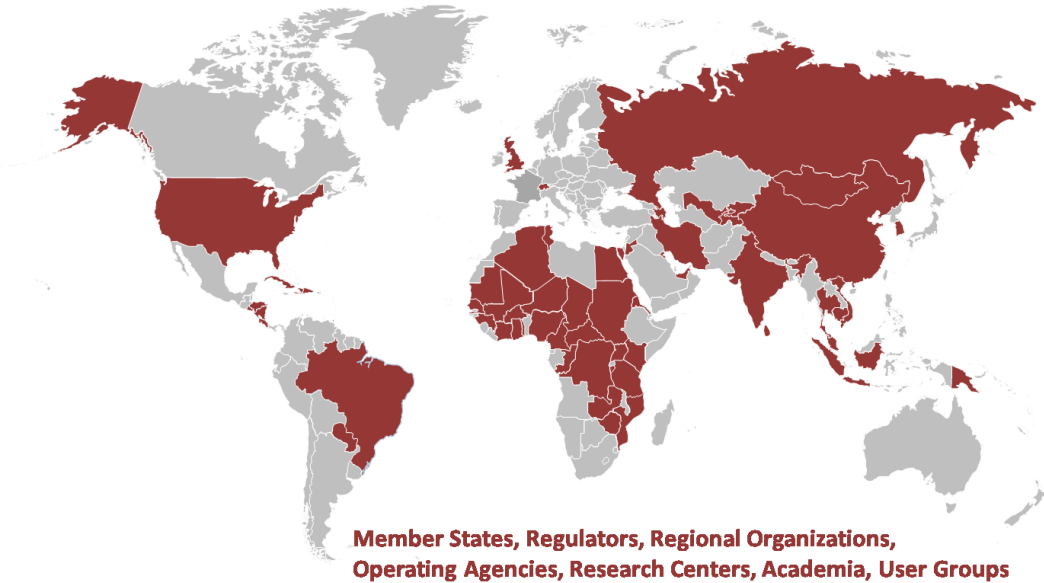 Member States, Regulators, Regional Organizations,
Operating Agencies, Research Centers, Academia, User Groups